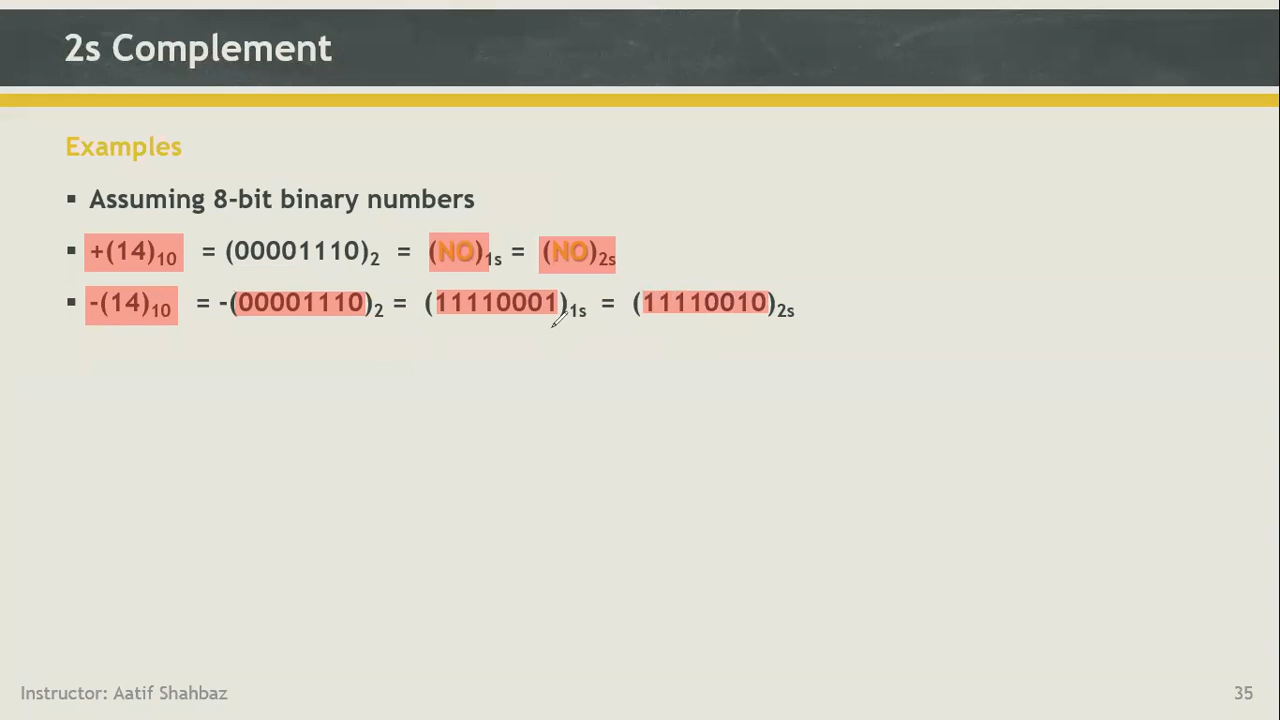 2s Complement
Examples
▪ Assuming 8-bit binary numbers
▪ +(14)₁₀ = (00001110)₂ = (NO)₁ₛ = (NO)₂ₛ
▪ -(14)₁₀ = -(00001110)₂ = (11110001)₁ₛ = (11110010)₂ₛ
Instructor: Aatif Shahbaz
35